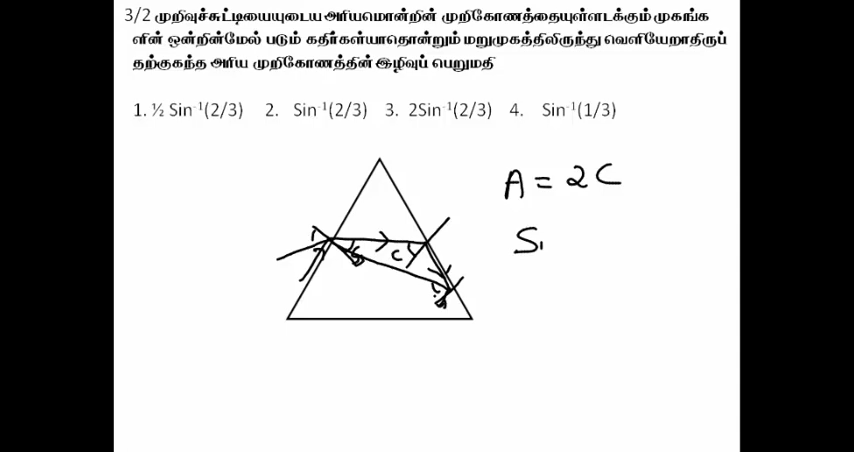 3/2 முறிவுச்சுட்டியையுடைய அரியமொன்றின் முறிகோணத்தையுள்ளடக்கும் முகங்க
ளின் ஒன்றின்மேல் படும் கதிர்கள்யாதொன்றும் மறுமுகத்திலிருந்து வெளியேறாதிருப்
தற்குகந்த அரிய முறிகோணத்தின் இழிவுப் பெறுமதி
1. ½ Sin⁻¹(2/3) 2. Sin⁻¹(2/3) 3. 2Sin⁻¹(2/3) 4. Sin⁻¹(1/3)
A = 2C
C